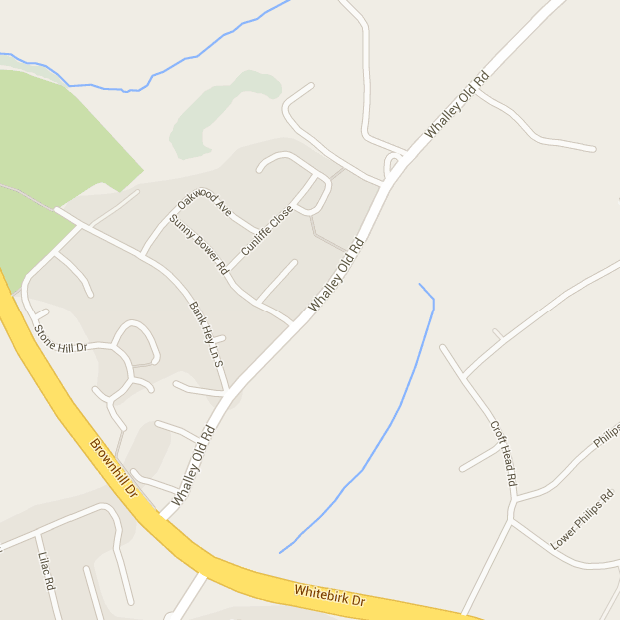 Whalley Old Rd
Oakwood Ave
Sunny Bower Rd
Cunliffe Close
Whalley Old Rd
Bank Hey Ln S
Stone Hill Dr
Croft Head Rd
Philips
Brownhill Dr
Whalley Old Rd
Lower Philips Rd
Lilac Rd
Whitebirk Dr